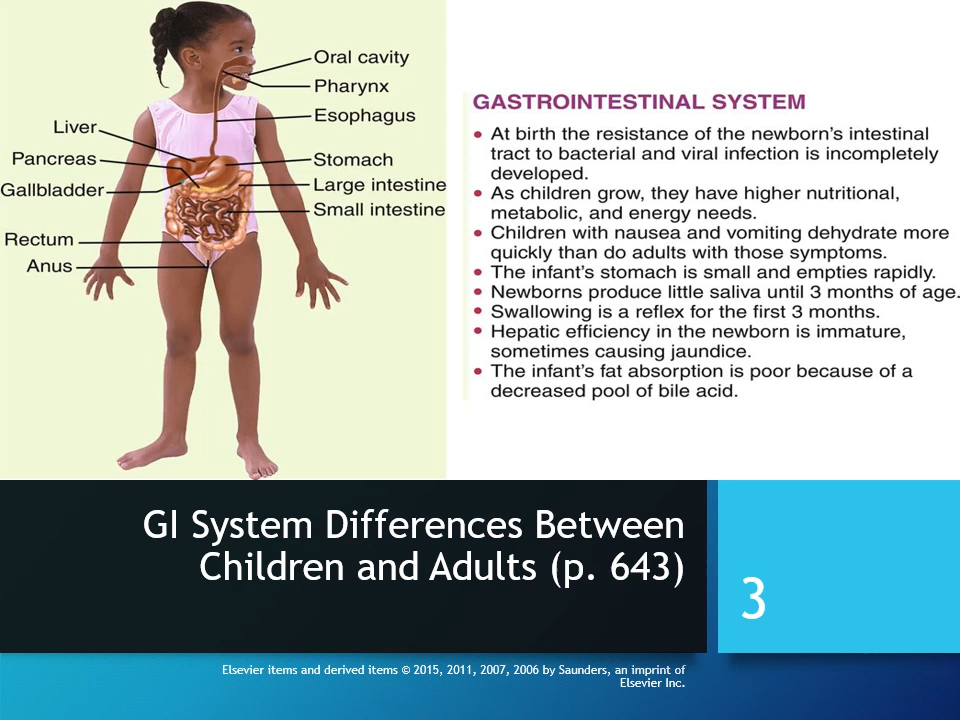 Oral cavity
Pharynx
Esophagus
Liver
Pancreas
Stomach
Gallbladder
Large intestine
Small intestine
Rectum
Anus
GASTROINTESTINAL SYSTEM
• At birth the resistance of the newborn’s intestinal
tract to bacterial and viral infection is incompletely
developed.
• As children grow, they have higher nutritional,
metabolic, and energy needs.
• Children with nausea and vomiting dehydrate more
quickly than do adults with those symptoms.
• The infant’s stomach is small and empties rapidly.
• Newborns produce little saliva until 3 months of age.
• Swallowing is a reflex for the first 3 months.
• Hepatic efficiency in the newborn is immature,
sometimes causing jaundice.
• The infant’s fat absorption is poor because of a
decreased pool of bile acid.
GI System Differences Between
Children and Adults (p. 643)
3
Elsevier items and derived items © 2015, 2011, 2007, 2006 by Saunders, an imprint of
Elsevier Inc.